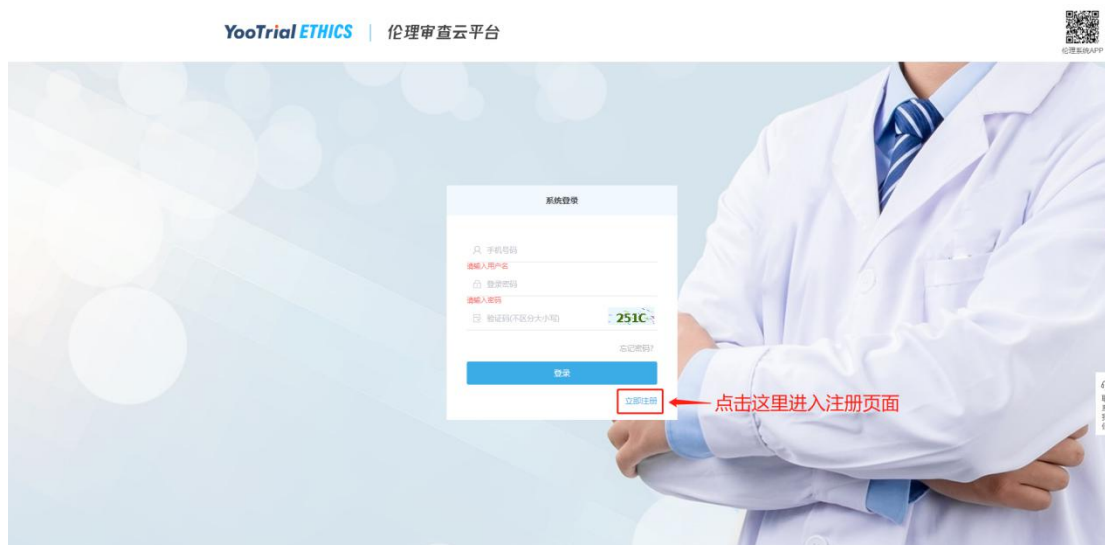 YooTrial ETHICS | 伦理审查云平台
伦理系统APP
系统登录
手机号码
请输入用户名
登录密码
请输入密码
验证码(不区分大小写) 251C
忘记密码?
登录
立即注册
点击这里进入注册页面